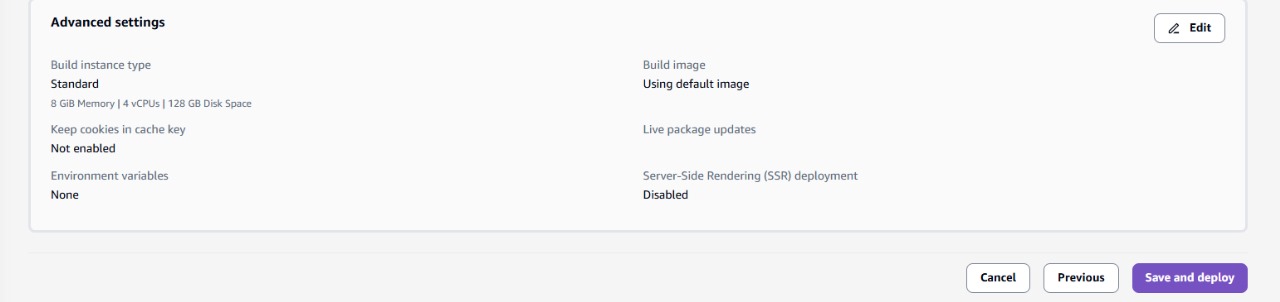 Advanced settings
Edit
Build instance type
Standard
8 GiB Memory | 4 vCPUs | 128 GB Disk Space
Build image
Using default image
Keep cookies in cache key
Not enabled
Live package updates
Environment variables
None
Server-Side Rendering (SSR) deployment
Disabled
Cancel
Previous
Save and deploy